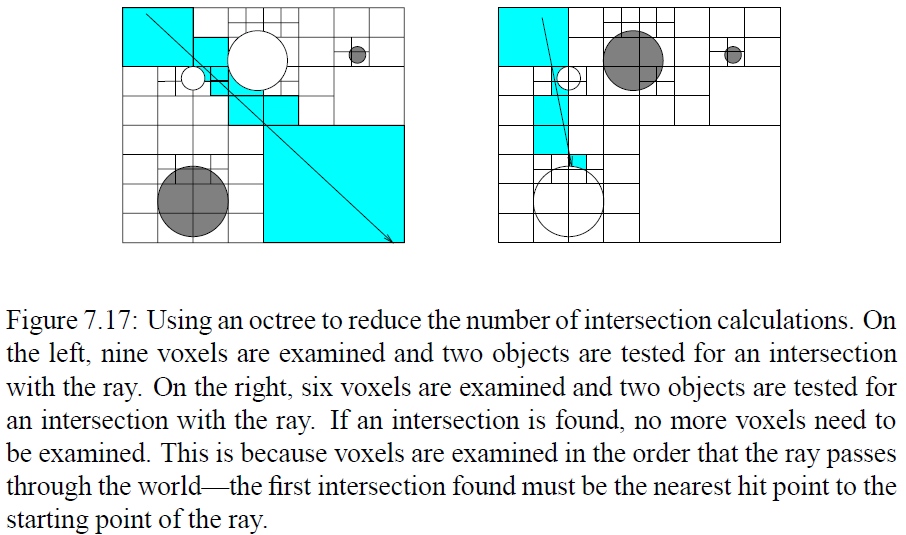 Figure 7.17: Using an octree to reduce the number of intersection calculations. On
the left, nine voxels are examined and two objects are tested for an intersection
with the ray. On the right, six voxels are examined and two objects are tested for
an intersection with the ray. If an intersection is found, no more voxels need to
be examined. This is because voxels are examined in the order that the ray passes
through the world—the first intersection found must be the nearest hit point to the
starting point of the ray.